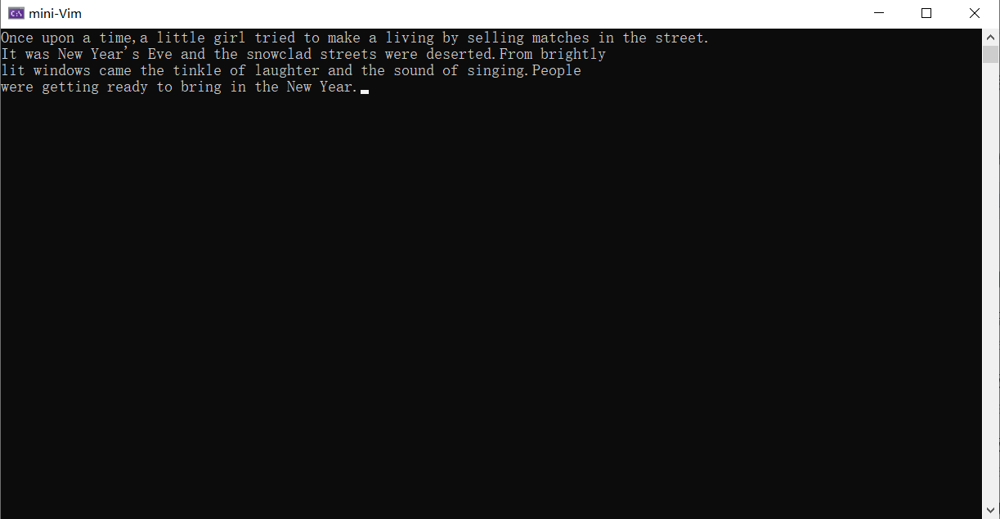 mini-Vim
Once upon a time,a little girl tried to make a living by selling matches in the street.
It was New Year's Eve and the snowclad streets were deserted.From brightly
lit windows came the tinkle of laughter and the sound of singing.People
were getting ready to bring in the New Year.